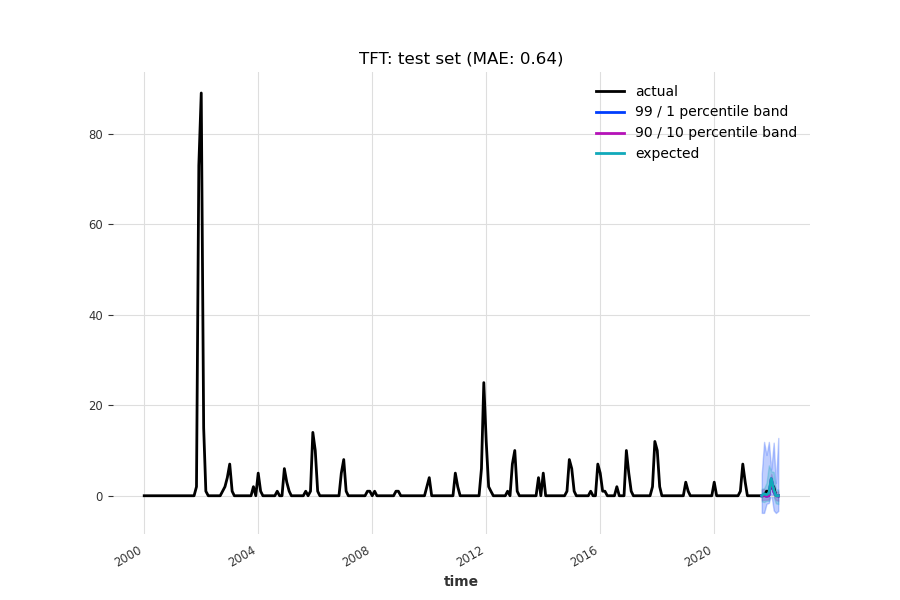 TFT: test set (MAE: 0.64)
actual
99 / 1 percentile band
90 / 10 percentile band
expected
80
60
40
20
0
2000
2004
2008
2012
2016
2020
time